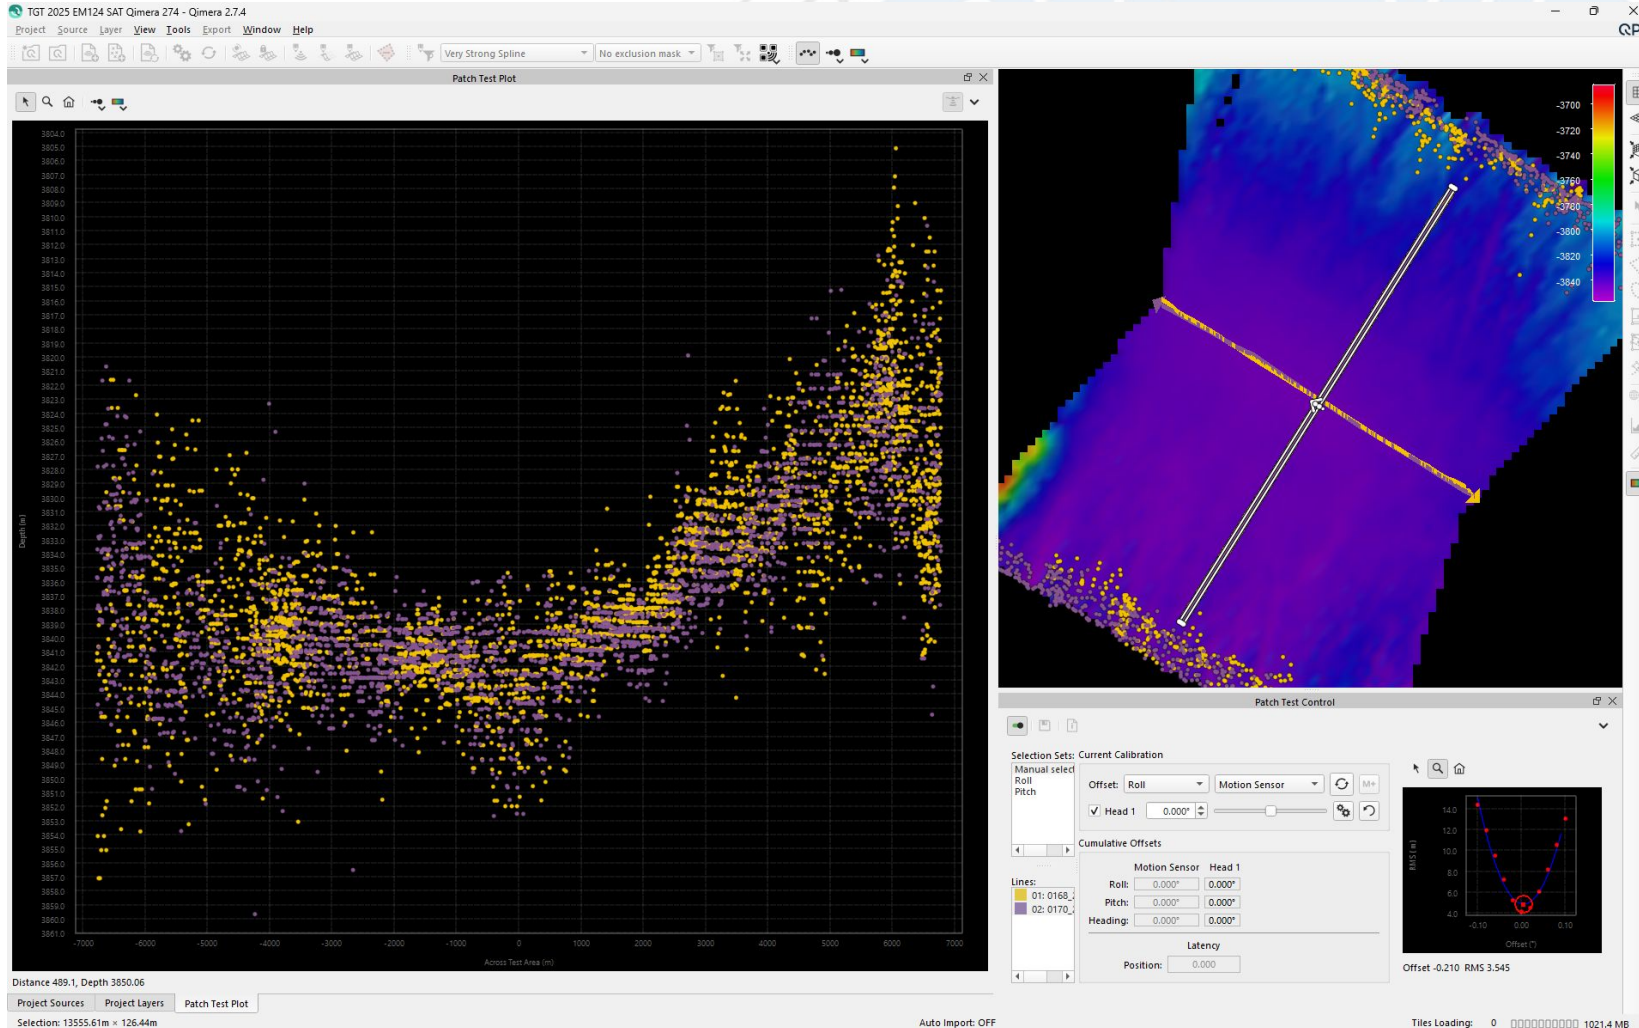 TGT 2025 EM124 SAT Qimera 274 - Qimera 2.7.4
Project Source Layer View Tools Export Window Help
Very Strong Spline No exclusion mask
Patch Test Plot
3804.0
3805.0
3806.0
3807.0
3808.0
3809.0
3810.0
3811.0
3812.0
3813.0
3814.0
3815.0
3816.0
3817.0
3818.0
3819.0
3820.0
3821.0
3822.0
3823.0
3824.0
3825.0
3826.0
3827.0
3828.0
3829.0
3830.0
3831.0
3832.0
3833.0
3834.0
3835.0
3836.0
3837.0
3838.0
3839.0
3840.0
3841.0
3842.0
3843.0
3844.0
3845.0
3846.0
3847.0
3848.0
3849.0
3850.0
3851.0
3852.0
3853.0
3854.0
3855.0
3856.0
3857.0
3858.0
3859.0
3860.0
3861.0
Depth (m)
-7000 -6000 -5000 -4000 -3000 -2000 -1000 0 1000 2000 3000 4000 5000 6000 7000
Across Test Area (m)
Distance 489.1, Depth 3850.06
Project Sources Project Layers Patch Test Plot
Selection: 13555.61m × 126.44m
Auto Import: OFF
-3700
-3720
-3740
-3760
-3780
-3800
-3820
-3840
Patch Test Control
Selection Sets:
Manual select
Roll
Pitch
Current Calibration
Offset: Roll Motion Sensor M+
Head 1 0.000°
Cumulative Offsets
Motion Sensor Head 1
Roll: 0.000° 0.000°
Pitch: 0.000° 0.000°
Heading: 0.000° 0.000°
Latency
Position: 0.000
Lines:
01: 0168_
02: 0170_
14.0
12.0
10.0
8.0
6.0
4.0
RMS (m)
-0.10 0.00 0.10
Offset (°)
Offset -0.210 RMS 3.545
Tiles Loading: 0 1021.4 MB